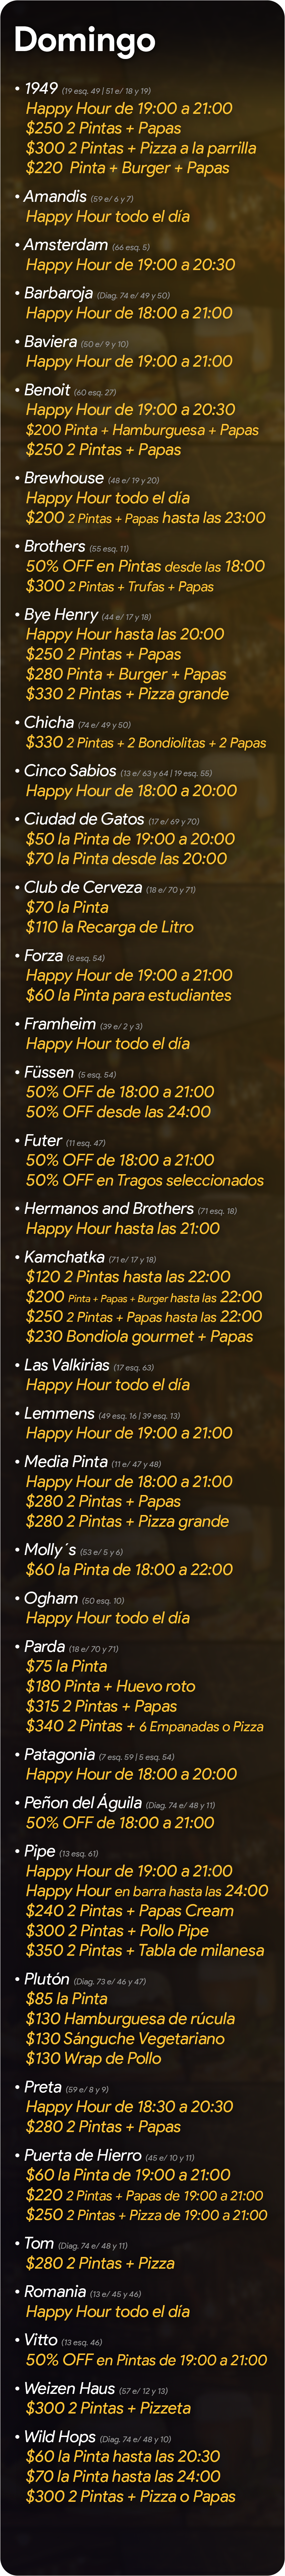 Domingo
• 1949 (19 esq. 49 | 51 e/ 18 y 19)
Happy Hour de 19:00 a 21:00
$250 2 Pintas + Papas
$300 2 Pintas + Pizza a la parrilla
$220 Pinta + Burger + Papas
• Amandis (59 e/ 6 y 7)
Happy Hour todo el día
• Amsterdam (66 esq. 5)
Happy Hour de 19:00 a 20:30
• Barbaroja (Diag. 74 e/ 49 y 50)
Happy Hour de 18:00 a 21:00
• Baviera (50 e/ 9 y 10)
Happy Hour de 19:00 a 21:00
• Benoit (60 esq. 27)
Happy Hour de 19:00 a 20:30
$200 Pinta + Hamburguesa + Papas
$250 2 Pintas + Papas
• Brewhouse (48 e/ 19 y 20)
Happy Hour todo el día
$200 2 Pintas + Papas hasta las 23:00
• Brothers (55 esq. 11)
50% OFF en Pintas desde las 18:00
$300 2 Pintas + Trufas + Papas
• Bye Henry (44 e/ 17 y 18)
Happy Hour hasta las 20:00
$250 2 Pintas + Papas
$280 Pinta + Burger + Papas
$330 2 Pintas + Pizza grande
• Chicha (74 e/ 49 y 50)
$330 2 Pintas + 2 Bondiolitas + 2 Papas
• Cinco Sabios (13 e/ 63 y 64 | 19 esq. 55)
Happy Hour de 18:00 a 20:00
• Ciudad de Gatos (17 e/ 69 y 70)
$50 la Pinta de 19:00 a 20:00
$70 la Pinta desde las 20:00
• Club de Cerveza (18 e/ 70 y 71)
$70 la Pinta
$110 la Recarga de Litro
• Forza (8 esq. 54)
Happy Hour de 19:00 a 21:00
$60 la Pinta para estudiantes
• Framheim (39 e/ 2 y 3)
Happy Hour todo el día
• Füssen (5 esq. 54)
50% OFF de 18:00 a 21:00
50% OFF desde las 24:00
• Futer (11 esq. 47)
50% OFF de 18:00 a 21:00
50% OFF en Tragos seleccionados
• Hermanos and Brothers (71 esq. 18)
Happy Hour hasta las 21:00
• Kamchatka (71 e/ 17 y 18)
$120 2 Pintas hasta las 22:00
$200 Pinta + Papas + Burger hasta las 22:00
$250 2 Pintas + Papas hasta las 22:00
$230 Bondiola gourmet + Papas
• Las Valkirias (17 esq. 63)
Happy Hour todo el día
• Lemmens (49 esq. 16 | 39 esq. 13)
Happy Hour de 19:00 a 21:00
• Media Pinta (11 e/ 47 y 48)
Happy Hour de 18:00 a 21:00
$280 2 Pintas + Papas
$280 2 Pintas + Pizza grande
• Molly´s (53 e/ 5 y 6)
$60 la Pinta de 18:00 a 22:00
• Ogham (50 esq. 10)
Happy Hour todo el día
• Parda (18 e/ 70 y 71)
$75 la Pinta
$180 Pinta + Huevo roto
$315 2 Pintas + Papas
$340 2 Pintas + 6 Empanadas o Pizza
• Patagonia (7 esq. 59 | 5 esq. 54)
Happy Hour de 18:00 a 20:00
• Peñon del Águila (Diag. 74 e/ 48 y 11)
50% OFF de 18:00 a 21:00
• Pipe (13 esq. 61)
Happy Hour de 19:00 a 21:00
Happy Hour en barra hasta las 24:00
$240 2 Pintas + Papas Cream
$300 2 Pintas + Pollo Pipe
$350 2 Pintas + Tabla de milanesa
• Plutón (Diag. 73 e/ 46 y 47)
$85 la Pinta
$130 Hamburguesa de rúcula
$130 Sánguche Vegetariano
$130 Wrap de Pollo
• Preta (59 e/ 8 y 9)
Happy Hour de 18:30 a 20:30
$280 2 Pintas + Papas
• Puerta de Hierro (45 e/ 10 y 11)
$60 la Pinta de 19:00 a 21:00
$220 2 Pintas + Papas de 19:00 a 21:00
$250 2 Pintas + Pizza de 19:00 a 21:00
• Tom (Diag. 74 e/ 48 y 11)
$280 2 Pintas + Pizza
• Romania (13 e/ 45 y 46)
Happy Hour todo el día
• Vitto (13 esq. 46)
50% OFF en Pintas de 19:00 a 21:00
• Weizen Haus (57 e/ 12 y 13)
$300 2 Pintas + Pizzeta
• Wild Hops (Diag. 74 e/ 48 y 10)
$60 la Pinta hasta las 20:30
$70 la Pinta hasta las 24:00
$300 2 Pintas + Pizza o Papas